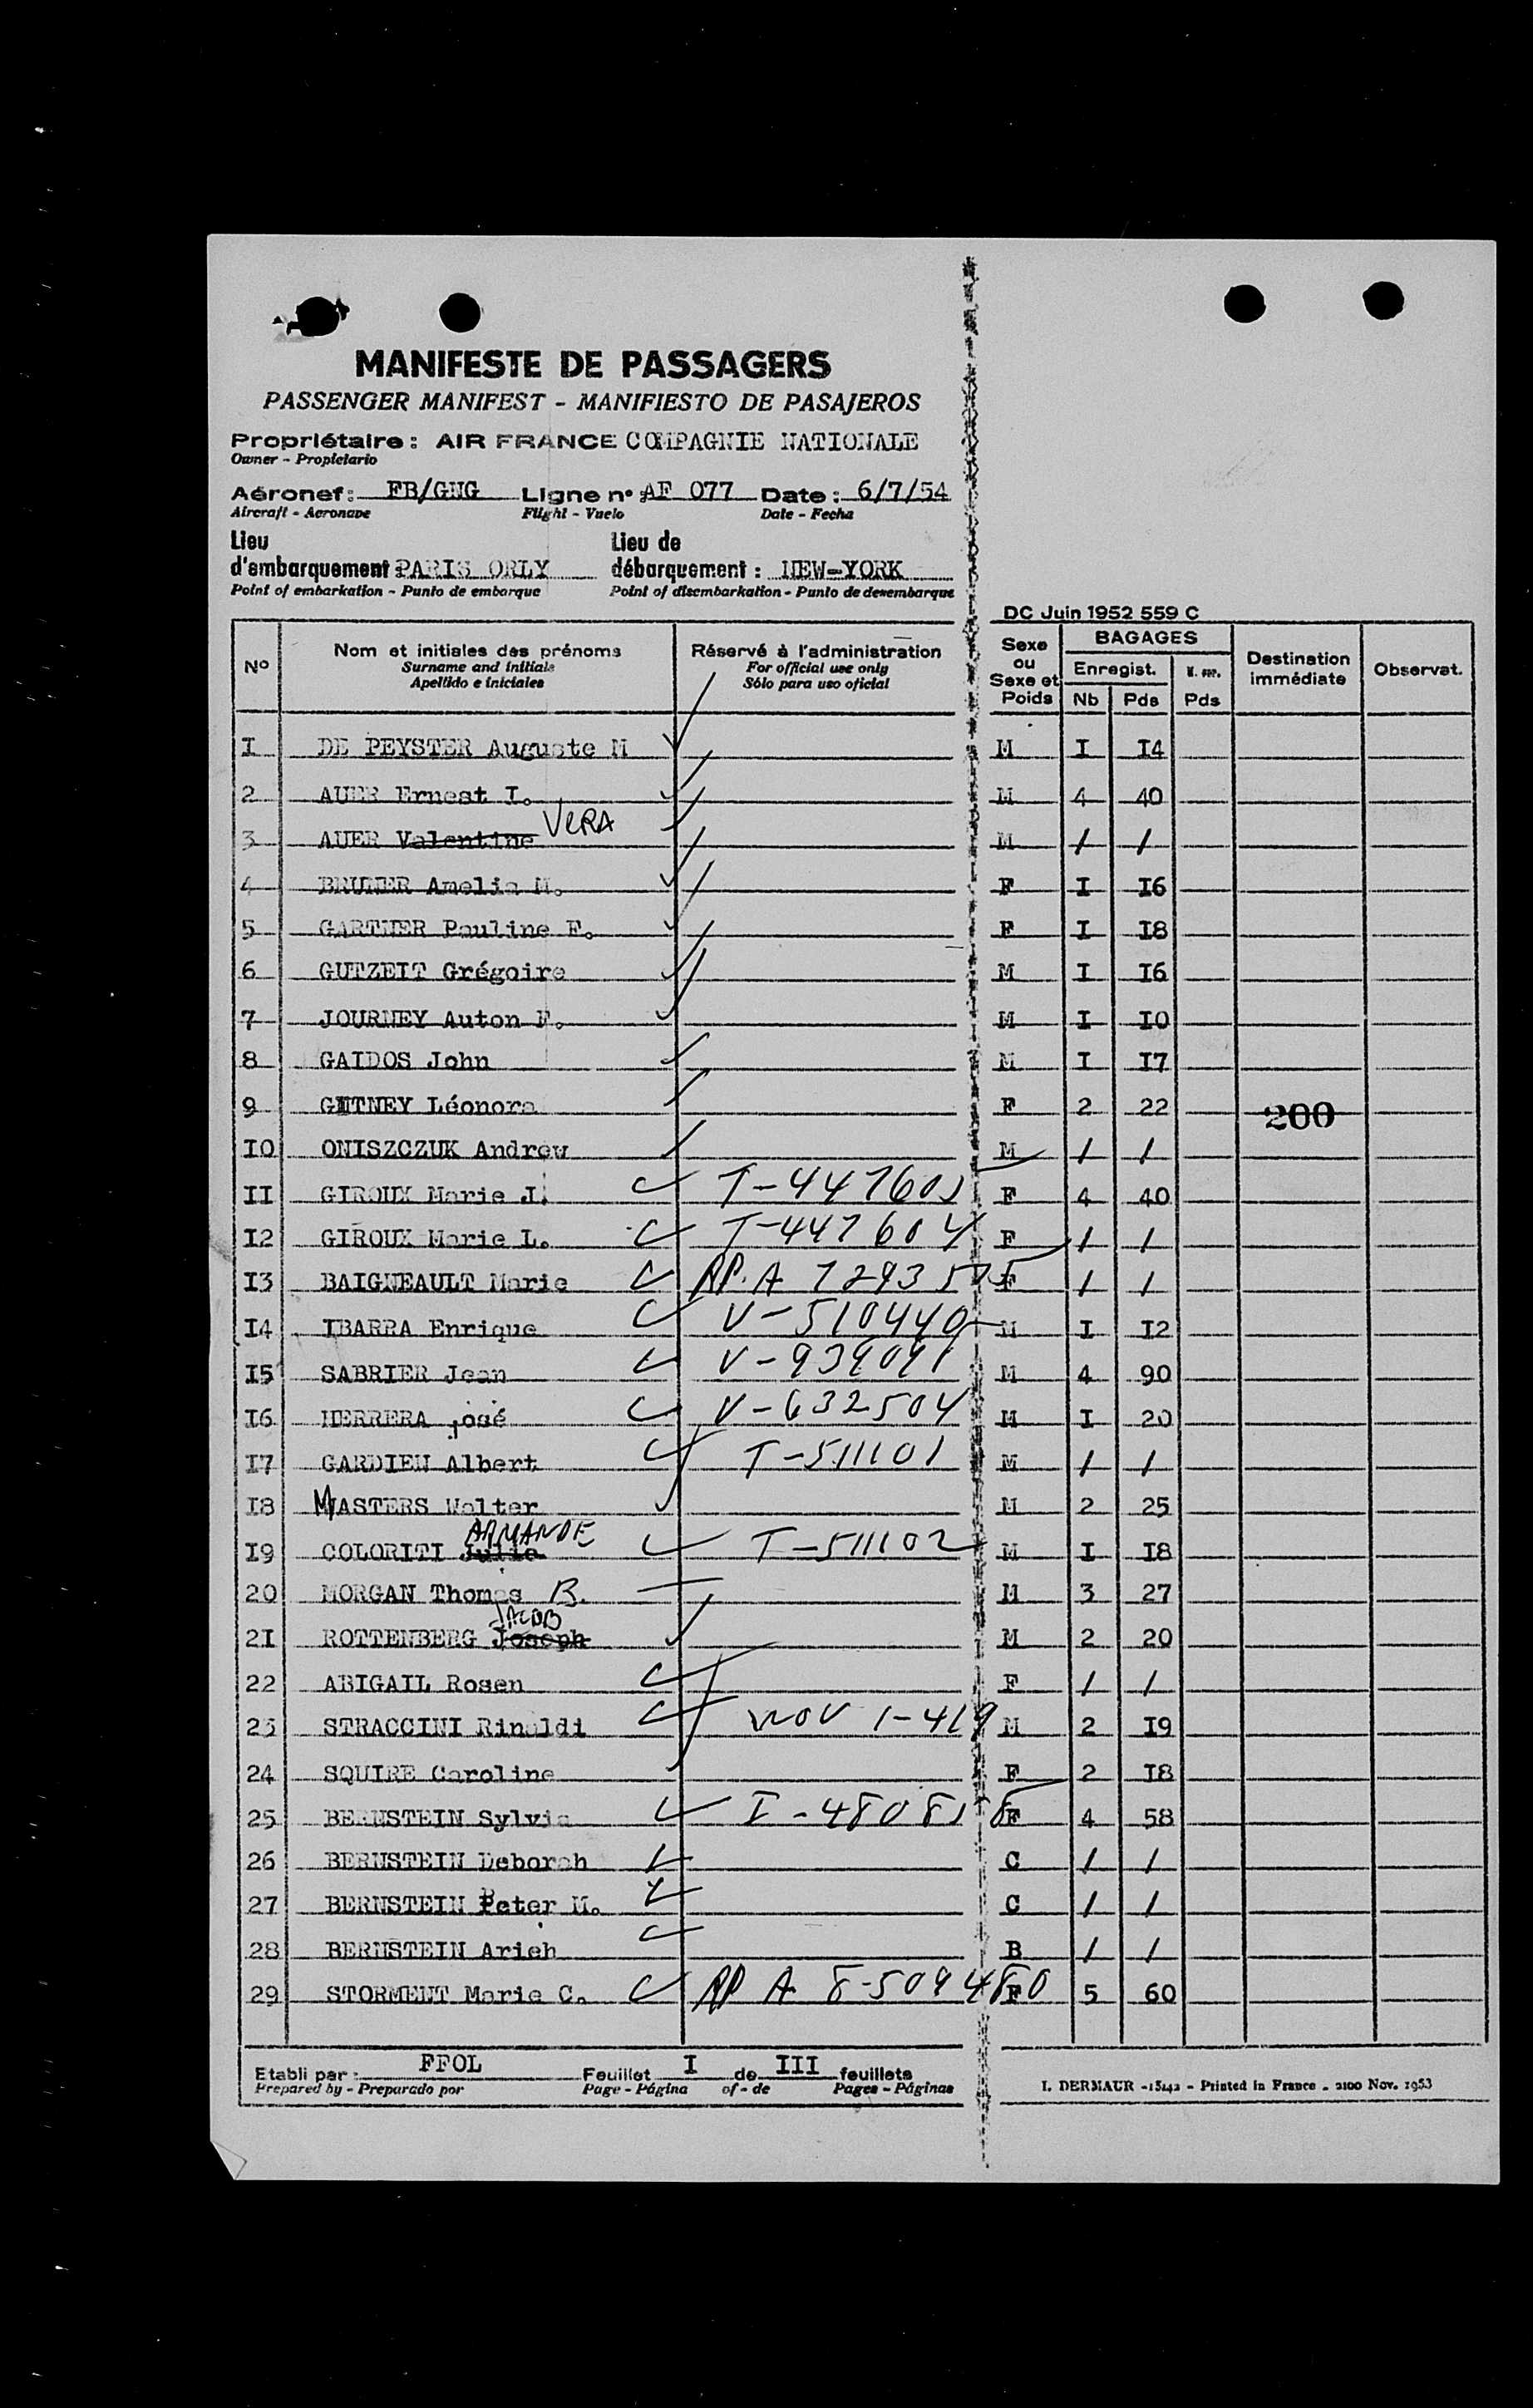 MANIFESTE DE PASSAGERS
PASSENGER MANIFEST - MANIFIESTO DE PASAJEROS
Propriétaire : AIR FRANCE COMPAGNIE NATIONALE
Owner - Propietario
Aéronef : FB/GNG Ligne n° AF 077 Date : 6/7/54
Aircraft - Aeronave Flight - Vuelo Date - Fecha
Lieu d'embarquement PARIS ORLY Lieu de débarquement : NEW-YORK
Point of embarkation - Punto de embarque Point of disembarkation - Punto de desembarque
DC Juin 1952 559 C
N° Nom et initiales des prénoms Réservé à l'administration Sexe ou Sexe et Poids BAGAGES Enregist. Nb Pds Pds Destination immédiate Observat.
Surname and initials For official use only
Apellido e iniciales Sólo para uso oficial
I DE PEYSTER Auguste M M I I4
2 AUER Ernest I. M 4 40
3 AUER Valentine VERA M / /
4 BRUNER Amelia M. F I I6
5 GARTNER Pauline F. F I I8
6 GUTZEIT Grégoire M I I6
7 JOURNEY Auton F. M I I0
8 GAIDOS John M I I7
9 GITNEY Léonora F 2 22 200
I0 ONISZCZUK Andrew M / /
II GIROUX Marie J. F 4 40
I2 GIROUX Marie L. T-447604 F / /
I3 BAIGNEAULT Marie RP. A 7293575 F / /
I4 IBARRA Enrique V-510440 M I I2
I5 SABRIER Jean V-939091 M 4 90
I6 HERRERA josé V-632504 M I 20
I7 GARDIEN Albert T-511101 M / /
I8 MASTERS Walter M 2 25
I9 COLORITI Julia ARMANDE T-511102 M I I8
20 MORGAN Thomas B. M 3 27
2I ROTTENBERG Joseph JACOB M 2 20
22 ABIGAIL Rosen F / /
23 STRACCINI Rinaldi NOV 1-419 M 2 I9
24 SQUIRE Caroline F 2 I8
25 BERNSTEIN Sylvia F 4 58
26 BERNSTEIN Deborah C / /
27 BERNSTEIN Peter M. C / /
28 BERNSTEIN Arieh B / /
29 STORMENT Marie C. RP A 8-509480 F 5 60
Etabli par : FFOL Feuillet I de III feuillets
Prepared by - Preparado por Page - Página of - de Pages - Páginas
I. DERMAUR - 15142 - Printed in France - 2100 Nov. 1953